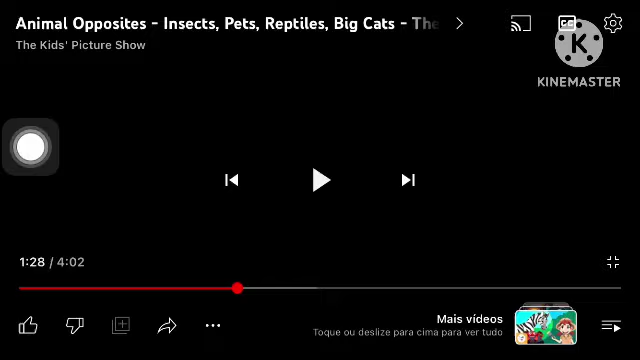 Animal Opposites - Insects, Pets, Reptiles, Big Cats - The
The Kids' Picture Show
CC
K
KINEMASTER
1:28 / 4:02
Mais vídeos
Toque ou deslize para cima para ver tudo